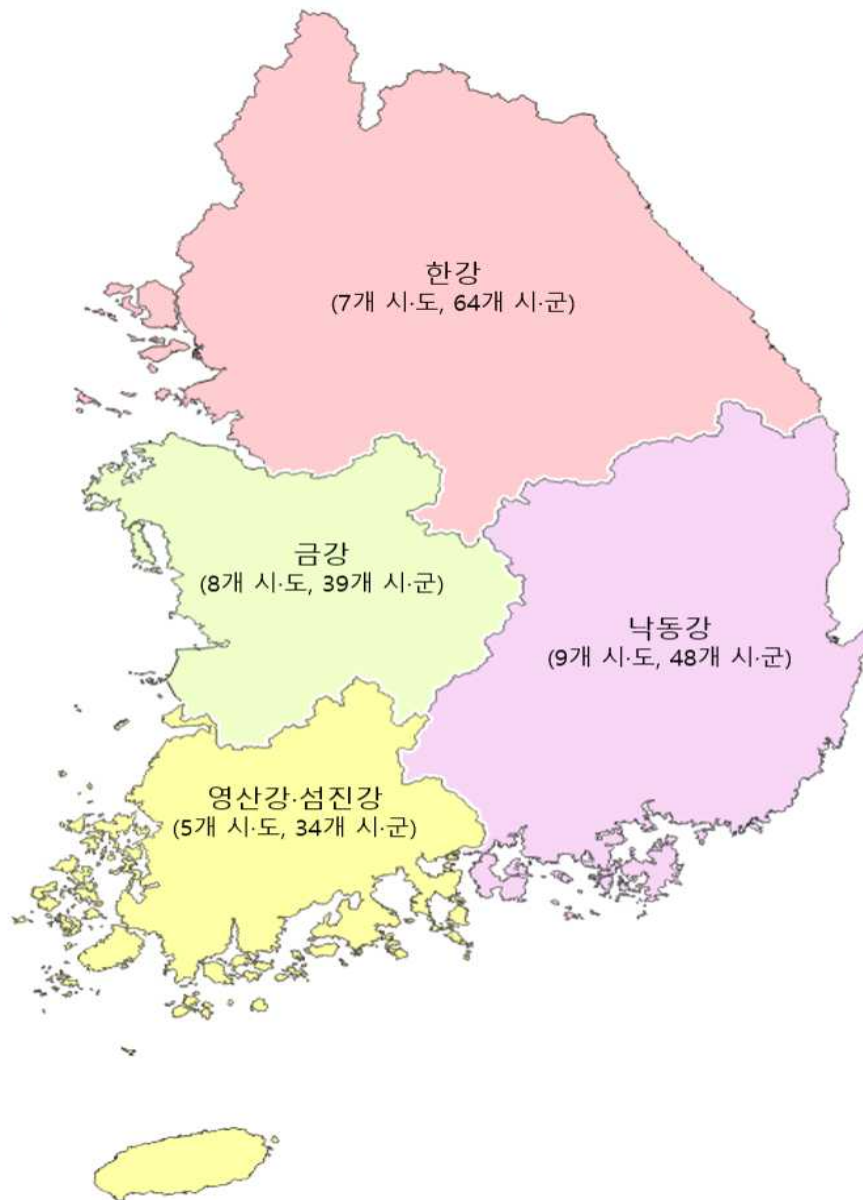 한강
(7개 시·도, 64개 시·군)
금강
(8개 시·도, 39개 시·군)
낙동강
(9개 시·도, 48개 시·군)
영산강·섬진강
(5개 시·도, 34개 시·군)